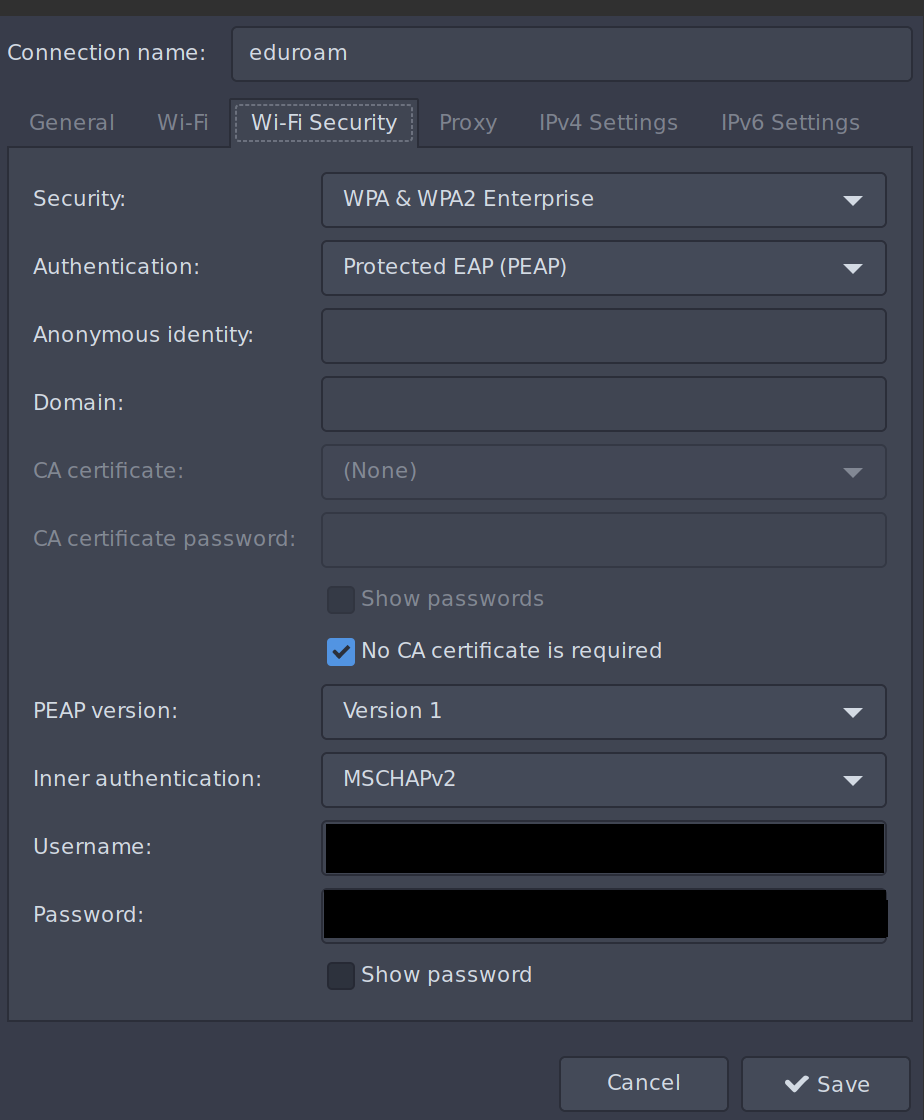 Connection name: eduroam
General Wi-Fi Wi-Fi Security Proxy IPv4 Settings IPv6 Settings
Security: WPA & WPA2 Enterprise
Authentication: Protected EAP (PEAP)
Anonymous identity:
Domain:
CA certificate: (None)
CA certificate password:
Show passwords
No CA certificate is required
PEAP version: Version 1
Inner authentication: MSCHAPv2
Username:
Password:
Show password
Cancel Save